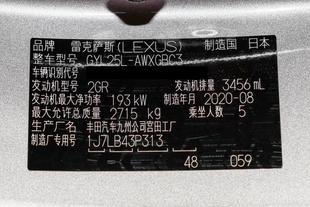 品牌 雷克萨斯(LEXUS) 制造国 日本
整车型号 GYL25L-AWXGBC3
车辆识别代号
发动机型号 2GR 发动机排量 3456 mL
发动机最大净功率 193 kW 制造年月 2020-08
最大允许总质量 2715 kg 乘坐人数 5
生产厂名 丰田汽车九州公司宫田工厂
制造厂专用号 1J7LB43P313
48 059